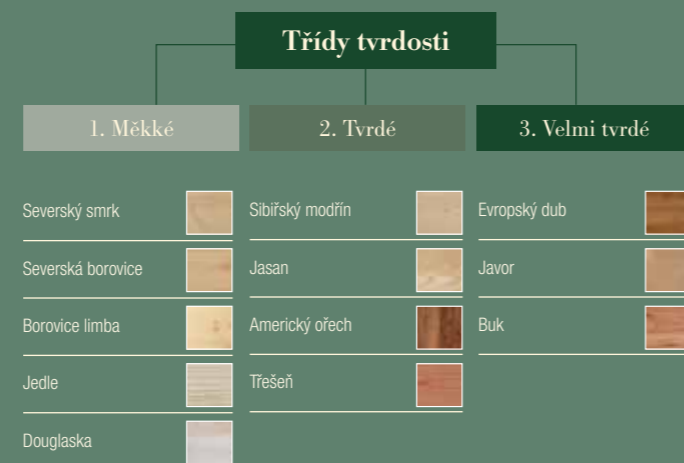 Třídy tvrdosti
1. Měkké
2. Tvrdé
3. Velmi tvrdé
Severský smrk
Severská borovice
Borovice limba
Jedle
Douglaska
Sibiřský modřín
Jasan
Americký ořech
Třešeň
Evropský dub
Javor
Buk